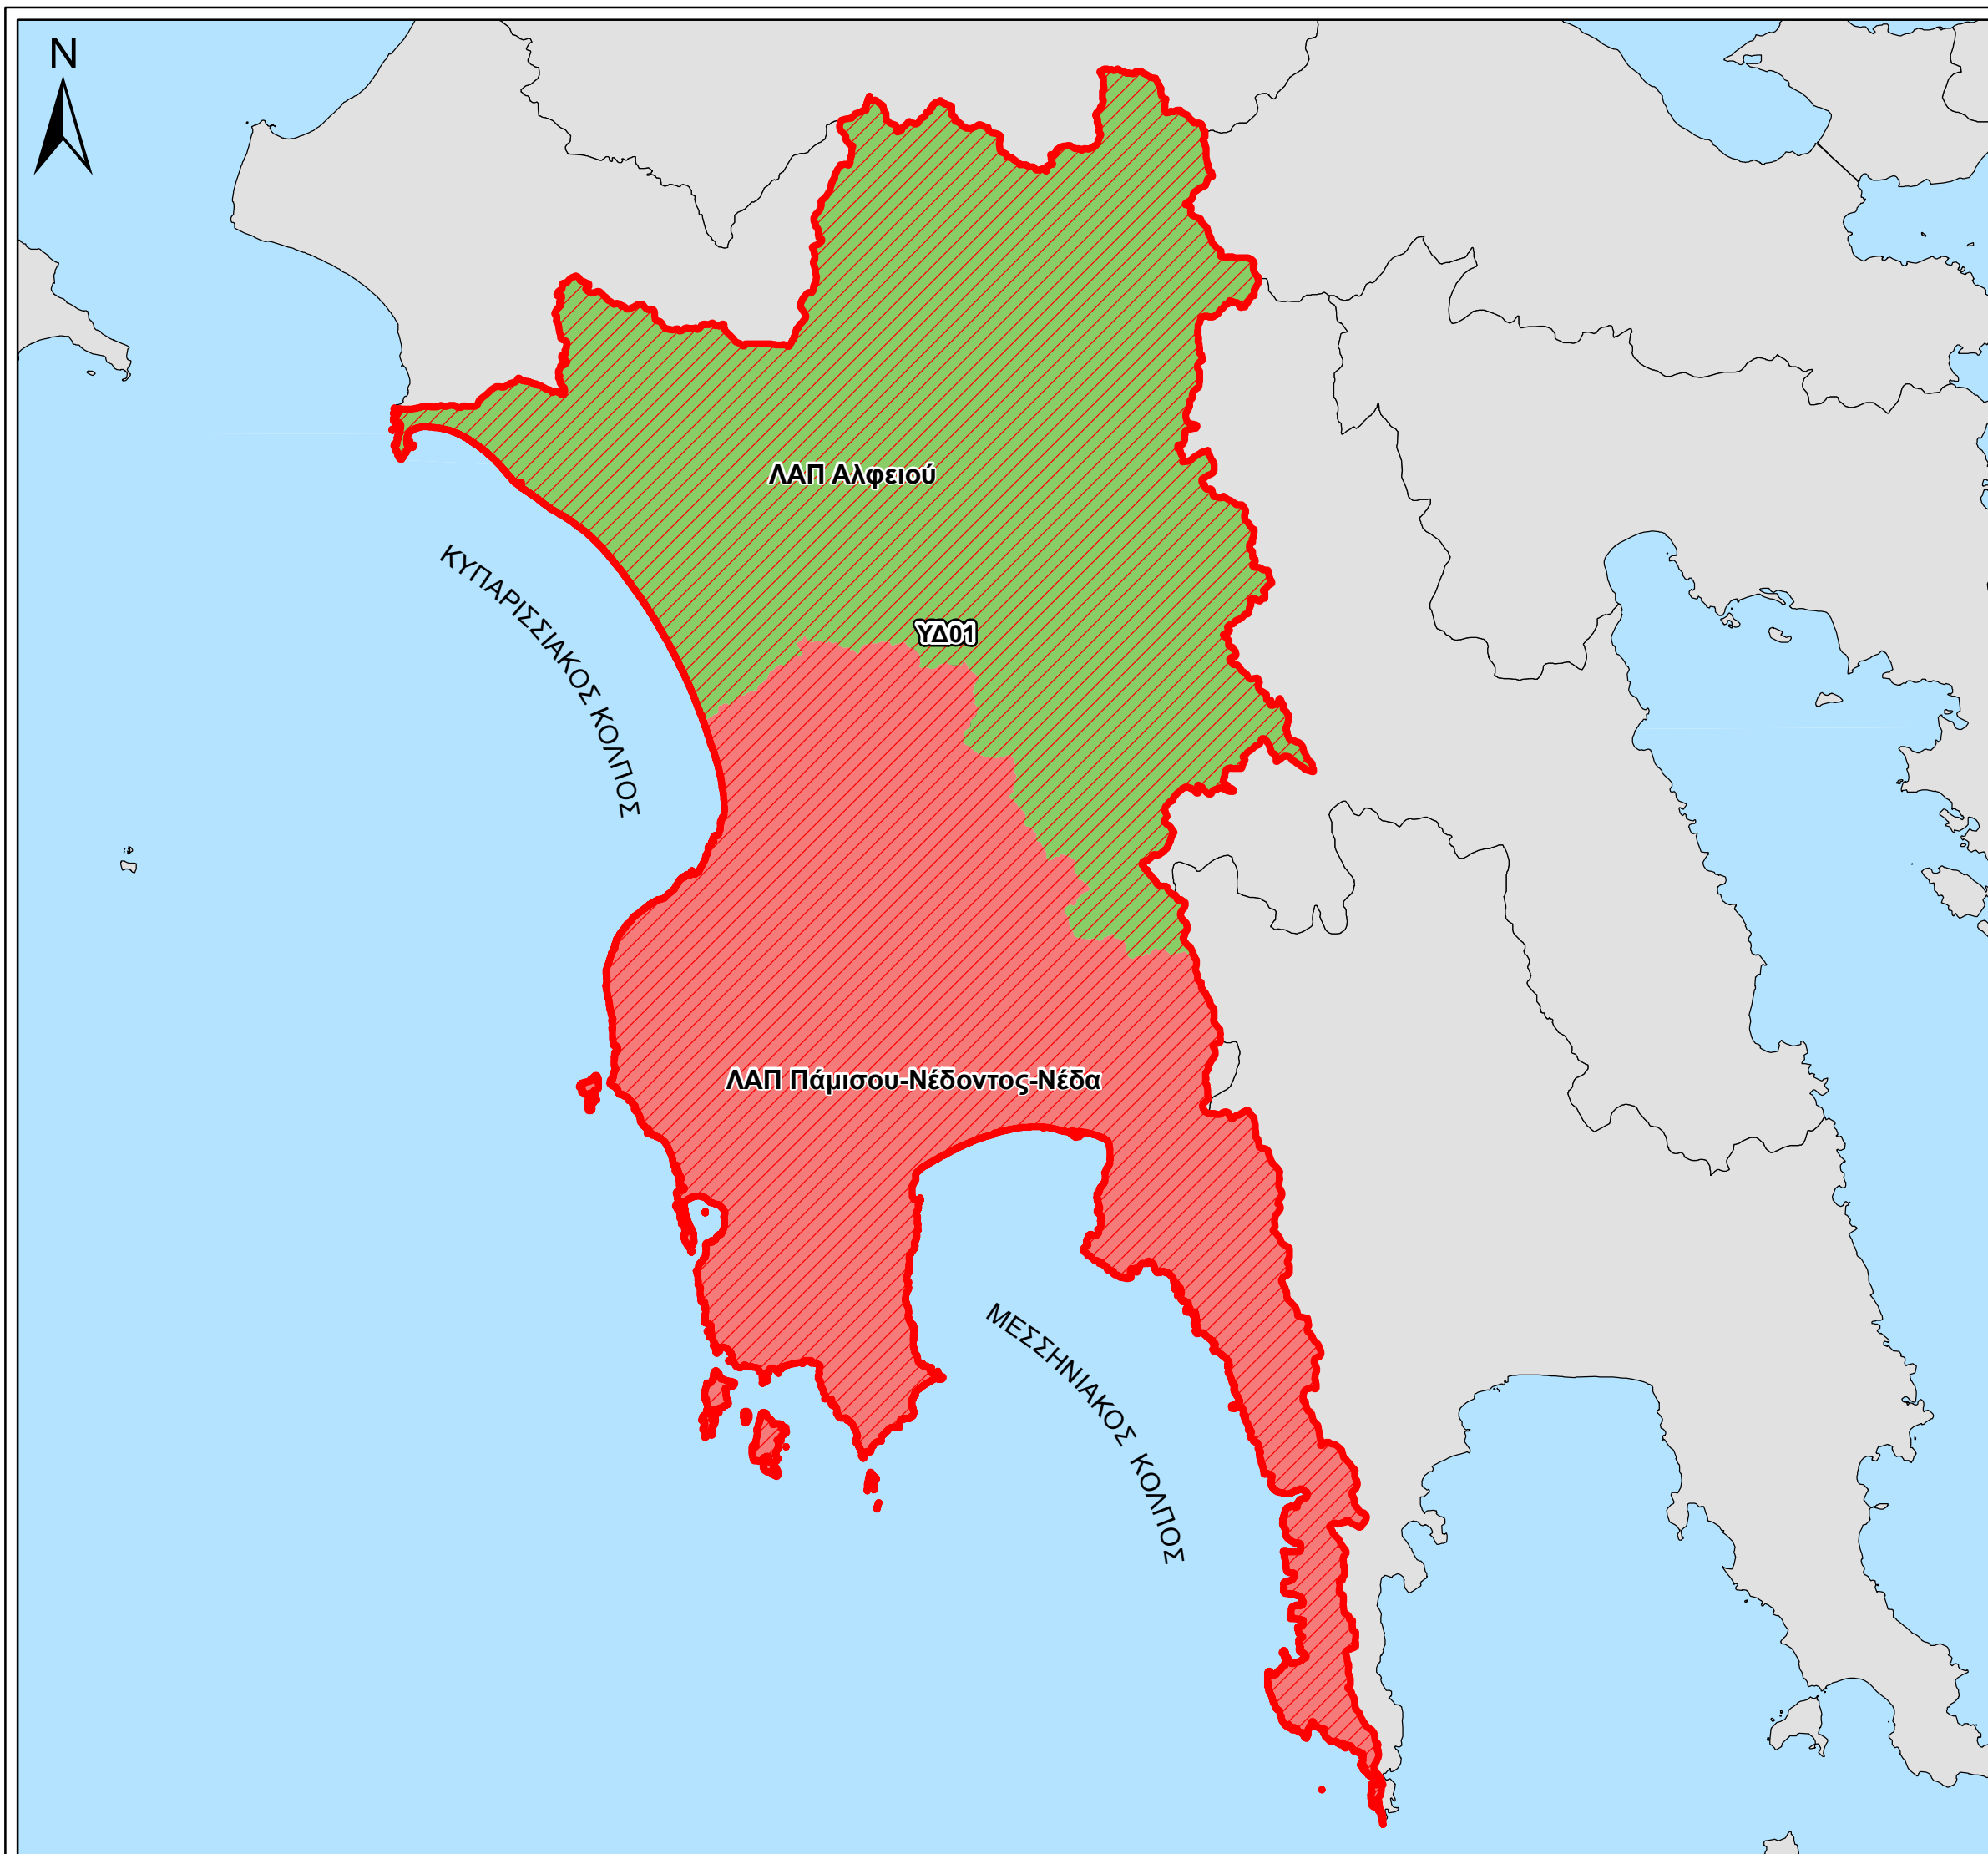 N
ΛΑΠ Αλφειού
ΚΥΠΑΡΙΣΣΙΑΚΟΣ ΚΟΛΠΟΣ
ΥΔ01
ΛΑΠ Πάμισου-Νέδοντος-Νέδα
ΜΕΣΣΗΝΙΑΚΟΣ ΚΟΛΠΟΣ